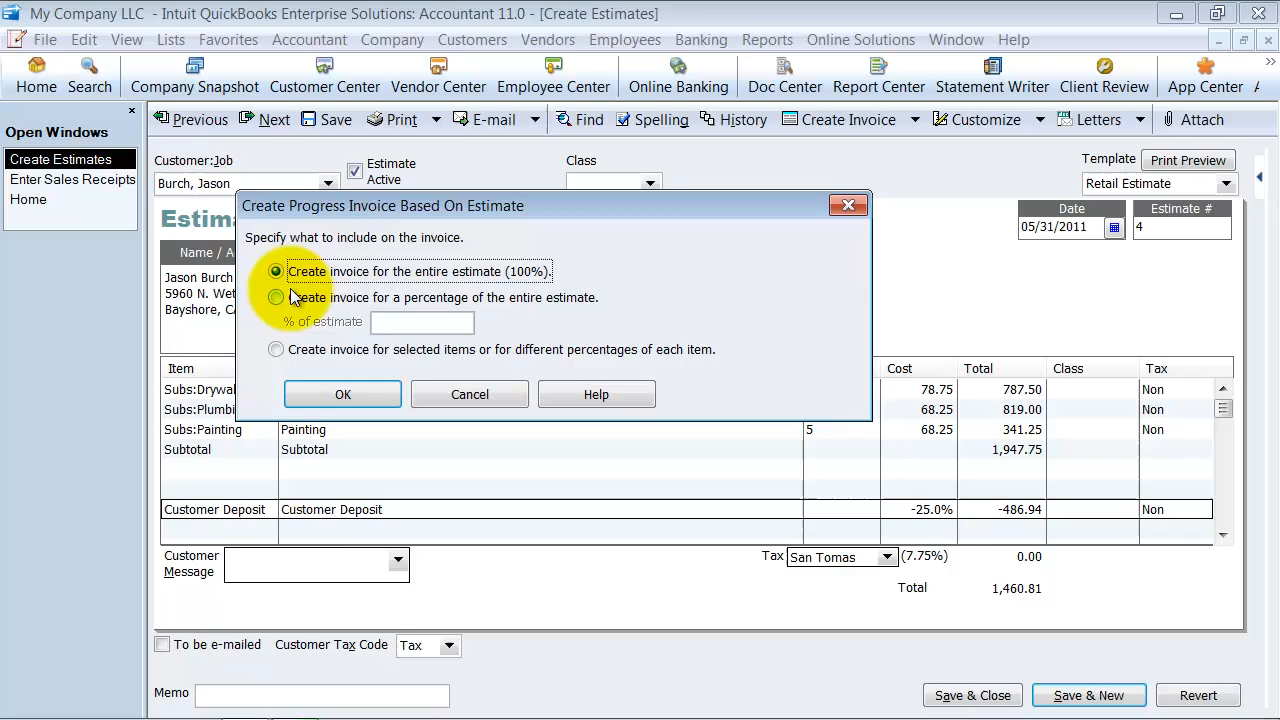 My Company LLC - Intuit QuickBooks Enterprise Solutions: Accountant 11.0 - [Create Estimates]
File Edit View Lists Favorites Accountant Company Customers Vendors Employees Banking Reports Online Solutions Window Help
Home Search Company Snapshot Customer Center Vendor Center Employee Center Online Banking Doc Center Report Center Statement Writer Client Review App Center
Open Windows
Create Estimates
Enter Sales Receipts
Home
Previous Next Save Print E-mail Find Spelling History Create Invoice Customize Letters Attach
Customer:Job
Burch, Jason
Estimate
Active
Class
Template Print Preview
Retail Estimate
Date Estimate #
05/31/2011 4
Create Progress Invoice Based On Estimate
Specify what to include on the invoice.
Create invoice for the entire estimate (100%).
Create invoice for a percentage of the entire estimate.
% of estimate
Create invoice for selected items or for different percentages of each item.
OK Cancel Help
Estima
Name / A
Jason Burch
5960 N. Wet
Bayshore, CA
Item Cost Total Class Tax
Subs:Drywal 78.75 787.50 Non
Subs:Plumbi 68.25 819.00 Non
Subs:Painting Painting 5 68.25 341.25 Non
Subtotal Subtotal 1,947.75
Customer Deposit Customer Deposit -25.0% -486.94 Non
Customer
Message
Tax San Tomas (7.75%) 0.00
Total 1,460.81
To be e-mailed Customer Tax Code Tax
Memo
Save & Close Save & New Revert